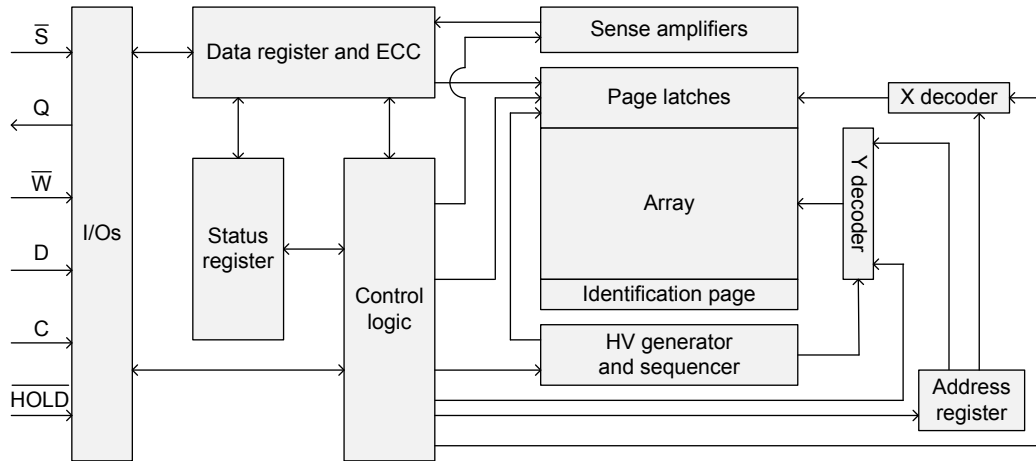 S̅
Q
W̅
D
C
H̅O̅L̅D̅
I/Os
Data register and ECC
Status
register
Control
logic
Sense amplifiers
Page latches
Array
Identification page
HV generator
and sequencer
X decoder
Y decoder
Address
register